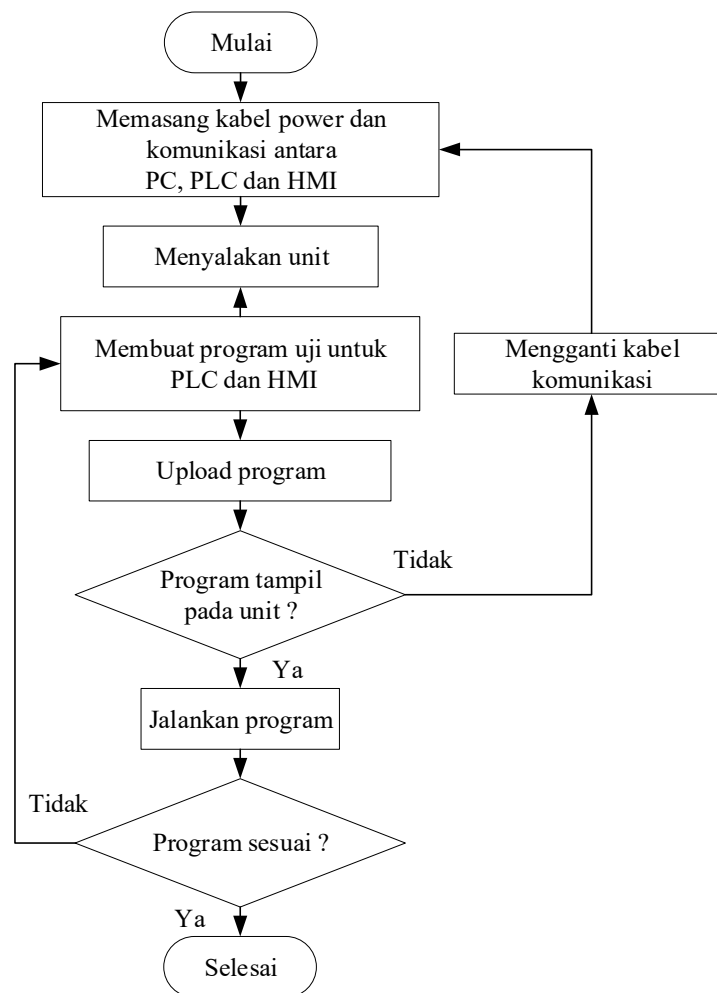 Mulai
Memasang kabel power dan
komunikasi antara
PC, PLC dan HMI
Menyalakan unit
Membuat program uji untuk
PLC dan HMI
Mengganti kabel
komunikasi
Upload program
Program tampil
pada unit ?
Tidak
Ya
Jalankan program
Tidak
Program sesuai ?
Ya
Selesai